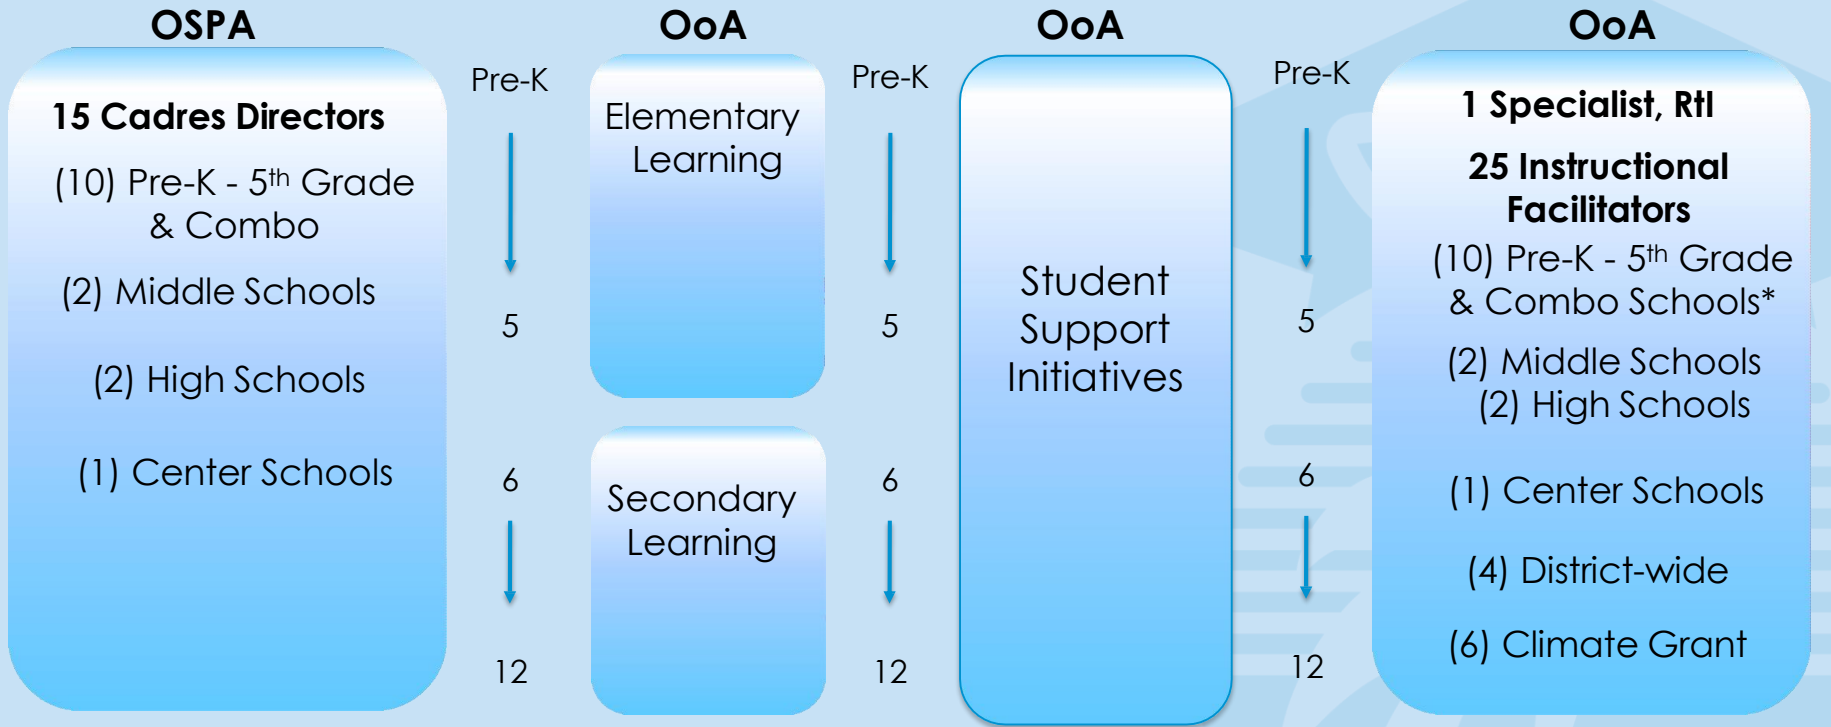 OSPA
15 Cadres Directors
(10) Pre-K - 5th Grade
& Combo
(2) Middle Schools
(2) High Schools
(1) Center Schools
Pre-K
5
6
12
OoA
Elementary
Learning
Secondary
Learning
Pre-K
5
6
12
OoA
Student
Support
Initiatives
Pre-K
5
6
12
OoA
1 Specialist, RtI
25 Instructional
Facilitators
(10) Pre-K - 5th Grade
& Combo Schools*
(2) Middle Schools
(2) High Schools
(1) Center Schools
(4) District-wide
(6) Climate Grant